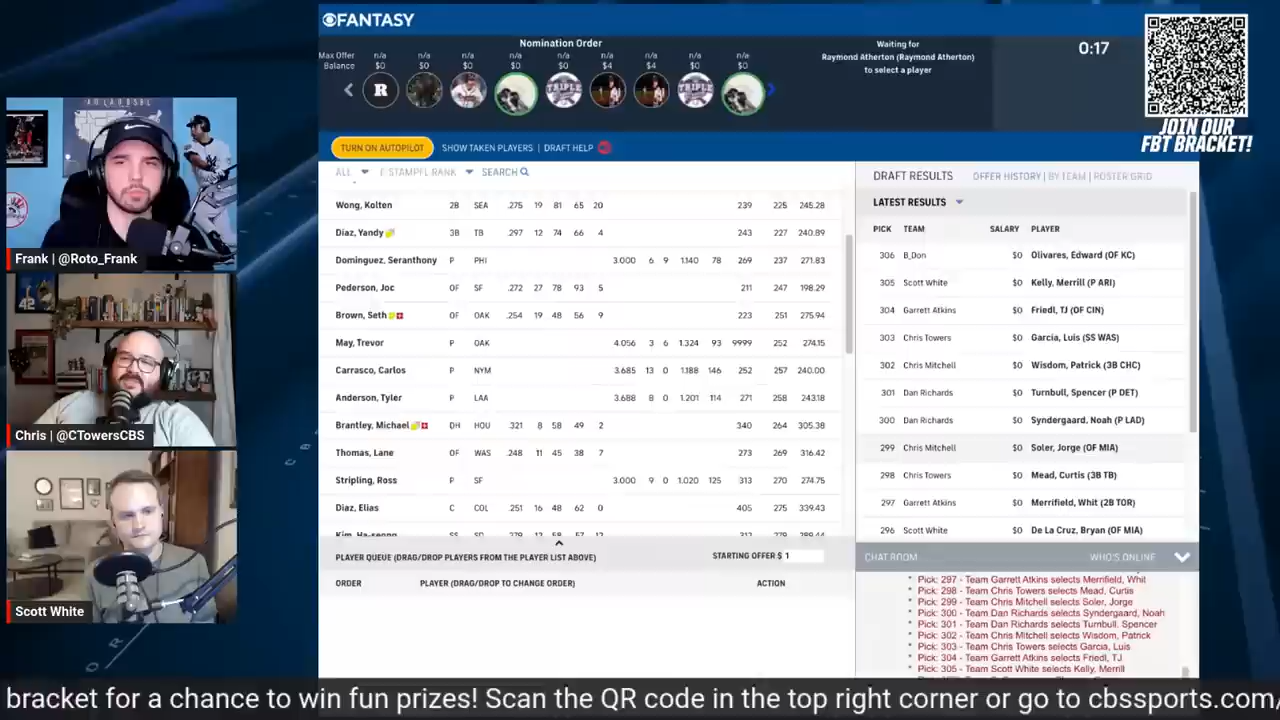 FANTASY
Nomination Order
Max Offer n/a n/a n/a n/a n/a n/a n/a n/a n/a
Balance $0 $0 $0 $0 $0 $4 $4 $0 $0
R
TRIPLE
TRIPLE
Waiting for
Raymond Atherton (Raymond Atherton)
to select a player
0:17
JOIN OUR
FBT BRACKET!
TURN ON AUTOPILOT SHOW TAKEN PLAYERS | DRAFT HELP
ALL E STAMPFL RANK SEARCH
Wong, Kolten 2B SEA .275 19 81 65 20 239 225 245.28
Díaz, Yandy 3B TB .297 12 74 66 4 243 227 240.89
Dominguez, Seranthony P PHI 3.000 6 9 1.140 78 269 237 271.83
Pederson, Joc OF SF .272 27 78 93 5 211 247 198.29
Brown, Seth OF OAK .254 19 48 56 9 223 251 275.94
May, Trevor P OAK 4.056 3 6 1.324 93 9999 252 274.15
Carrasco, Carlos P NYM 3.685 13 0 1.188 146 252 257 240.00
Anderson, Tyler P LAA 3.688 8 0 1.201 114 271 258 243.18
Brantley, Michael DH HOU .321 8 58 49 2 340 264 305.38
Thomas, Lane OF WAS .248 11 45 38 7 273 269 316.42
Stripling, Ross P SF 3.000 9 0 1.020 125 313 270 274.75
Diaz, Elias C COL .251 16 48 62 0 405 275 339.43
PLAYER QUEUE (DRAG/DROP PLAYERS FROM THE PLAYER LIST ABOVE) STARTING OFFER $ 1
ORDER PLAYER (DRAG/DROP TO CHANGE ORDER) ACTION
DRAFT RESULTS OFFER HISTORY | BY TEAM | ROSTER GRID
LATEST RESULTS
PICK TEAM SALARY PLAYER
306 B_Don $0 Olivares, Edward (OF KC)
305 Scott White $0 Kelly, Merrill (P ARI)
304 Garrett Atkins $0 Friedl, TJ (OF CIN)
303 Chris Towers $0 Garcia, Luis (SS WAS)
302 Chris Mitchell $0 Wisdom, Patrick (3B CHC)
301 Dan Richards $0 Turnbull, Spencer (P DET)
300 Dan Richards $0 Syndergaard, Noah (P LAD)
299 Chris Mitchell $0 Soler, Jorge (OF MIA)
298 Chris Towers $0 Mead, Curtis (3B TB)
297 Garrett Atkins $0 Merrifield, Whit (2B TOR)
296 Scott White $0 De La Cruz, Bryan (OF MIA)
CHAT ROOM WHO'S ONLINE
* Pick: 297 - Team Garrett Atkins selects Merrifield, Whit
* Pick: 298 - Team Chris Towers selects Mead, Curtis
* Pick: 299 - Team Chris Mitchell selects Soler, Jorge
* Pick: 300 - Team Dan Richards selects Syndergaard, Noah
* Pick: 301 - Team Dan Richards selects Turnbull, Spencer
* Pick: 302 - Team Chris Mitchell selects Wisdom, Patrick
* Pick: 303 - Team Chris Towers selects Garcia, Luis
* Pick: 304 - Team Garrett Atkins selects Friedl, TJ
* Pick: 305 - Team Scott White selects Kelly, Merrill
Frank | @Roto_Frank
Chris | @CTowersCBS
Scott White
bracket for a chance to win fun prizes! Scan the QR code in the top right corner or go to cbssports.com/